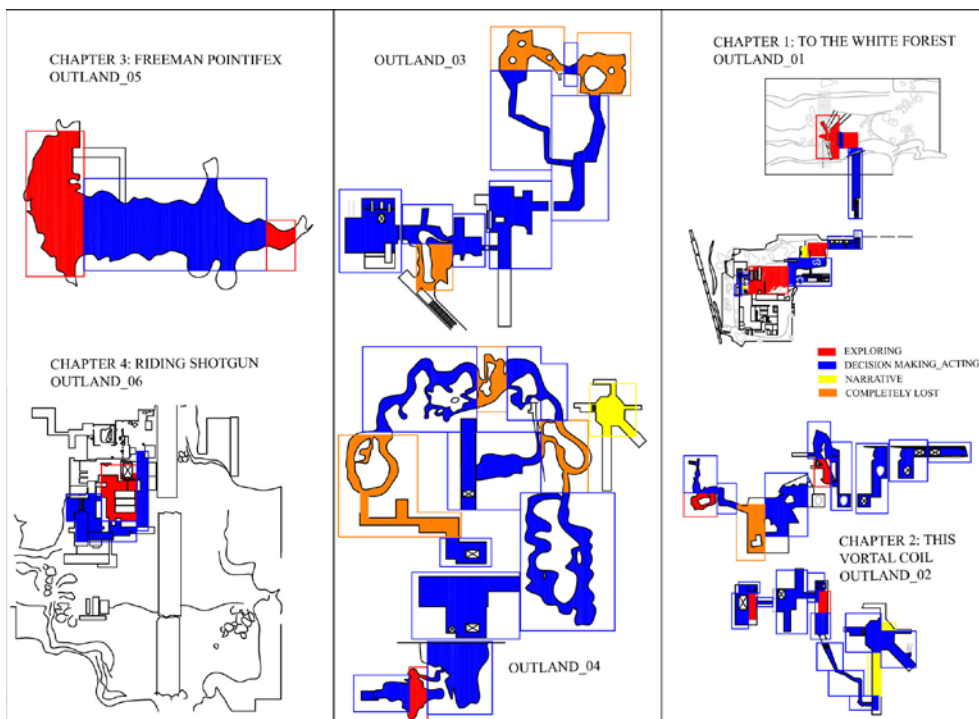 CHAPTER 3: FREEMAN POINTIFEX
OUTLAND_05
OUTLAND_03
CHAPTER 1: TO THE WHITE FOREST
OUTLAND_01
EXPLORING
DECISION MAKING_ACTING
NARRATIVE
COMPLETELY LOST
CHAPTER 4: RIDING SHOTGUN
OUTLAND_06
OUTLAND_04
CHAPTER 2: THIS
VORTAL COIL
OUTLAND_02